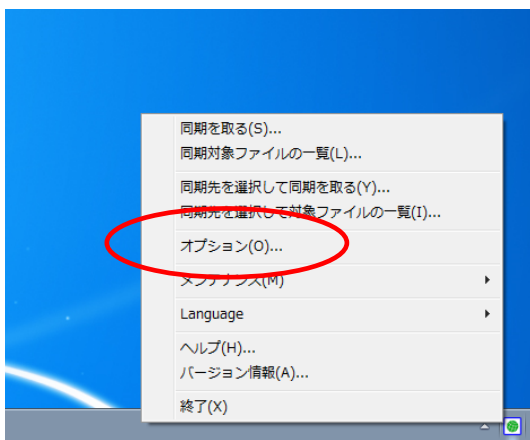 同期を取る(S)...
同期対象ファイルの一覧(L)...
同期先を選択して同期を取る(Y)...
同期先を選択して対象ファイルの一覧(I)...
オプション(O)...
メンテナンス(M)
Language
ヘルプ(H)...
バージョン情報(A)...
終了(X)